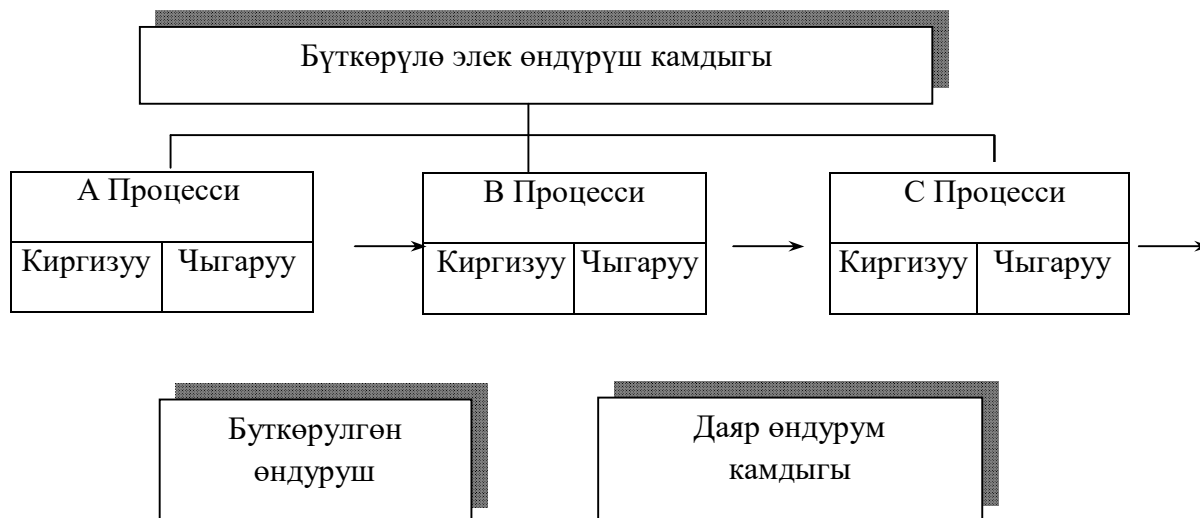 Бүткөрүлө элек өндүрүш камдыгы
А Процесси
В Процесси
С Процесси
Киргизуу
Чыгаруу
Киргизуу
Чыгаруу
Киргизуу
Чыгаруу
Буткөрулгөн
өндуруш
Даяр өндурум
камдыгы